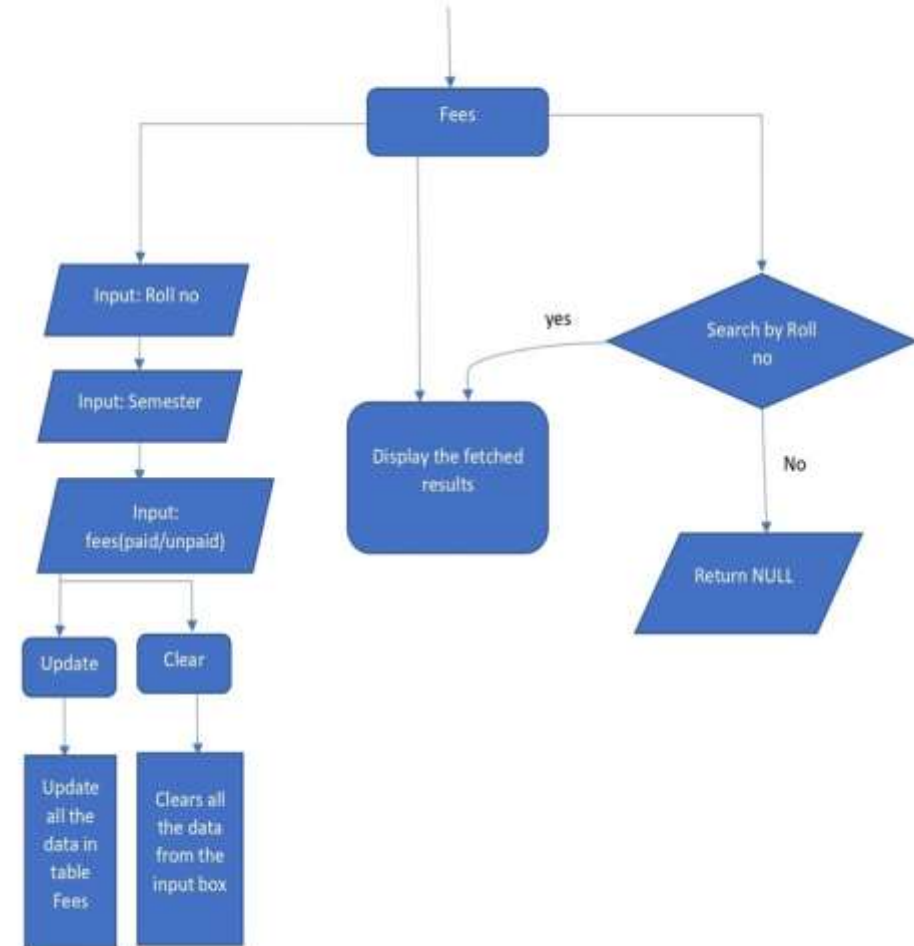 Fees
Input: Roll no
yes
Search by Roll
no
Input: Semester
Display the fetched
results
No
Input:
fees(paid/unpaid)
Return NULL
Update
Clear
Update
all the
data in
table
Fees
Clears all
the data
from the
input box